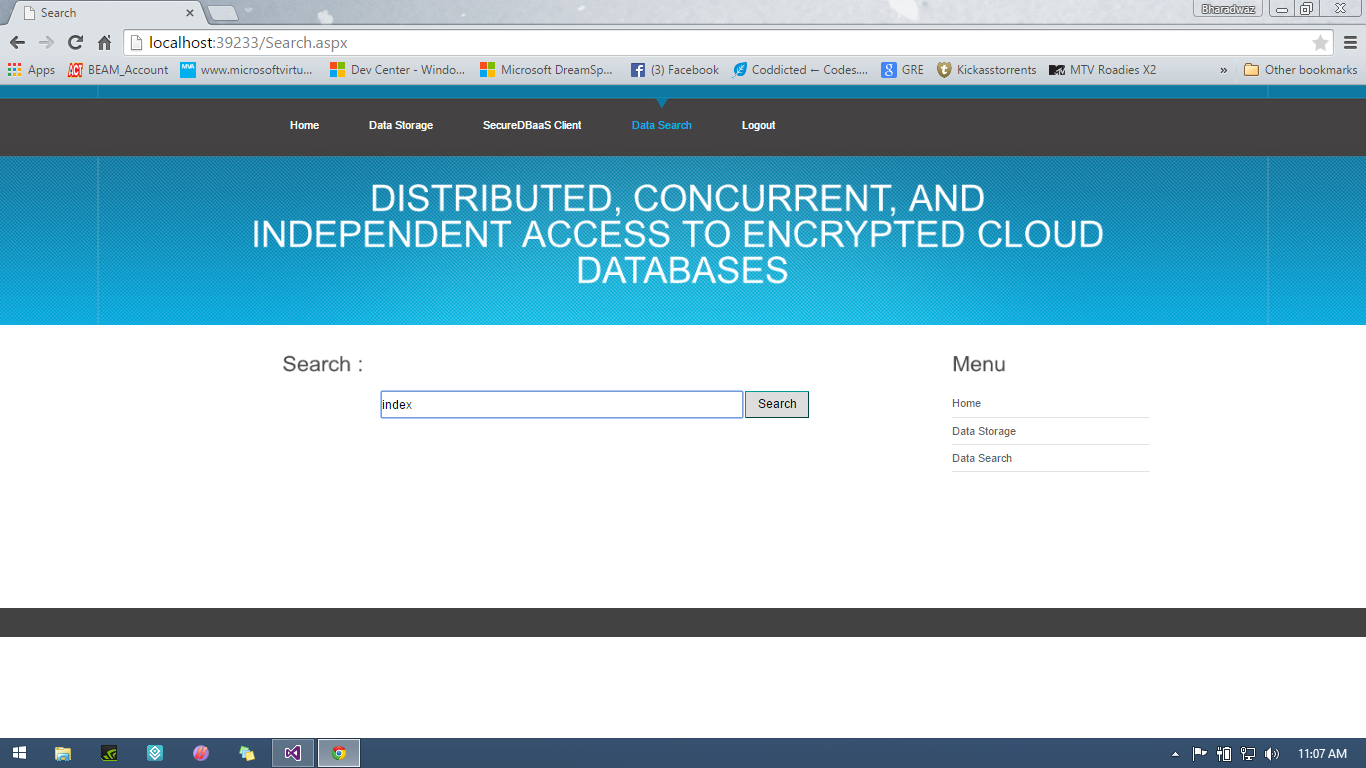 Search
Bharadwaz
localhost:39233/Search.aspx
Apps ACT BEAM_Account MVA www.microsoftvirtu... Dev Center - Windo... Microsoft DreamSp... (3) Facebook Coddicted ← Codes.... GRE Kickasstorrents MTV Roadies X2 » Other bookmarks
Home Data Storage SecureDBaaS Client Data Search Logout
DISTRIBUTED, CONCURRENT, AND
INDEPENDENT ACCESS TO ENCRYPTED CLOUD
DATABASES
Search :
index Search
Menu
Home
Data Storage
Data Search
11:07 AM